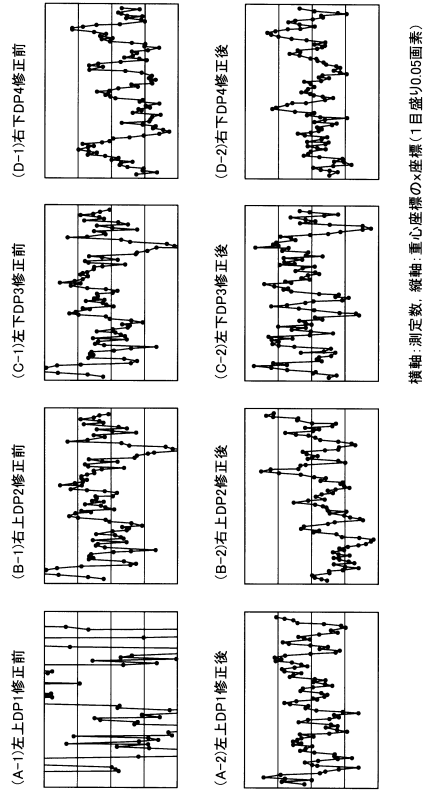 (A-1)左上DP1修正前
(B-1)右上DP2修正前
(C-1)左下DP3修正前
(D-1)右下DP4修正前
(A-2)左上DP1修正後
(B-2)右上DP2修正後
(C-2)左下DP3修正後
(D-2)右下DP4修正後
横軸:測定数, 縦軸:重心座標のx座標(1目盛り0.05画素)